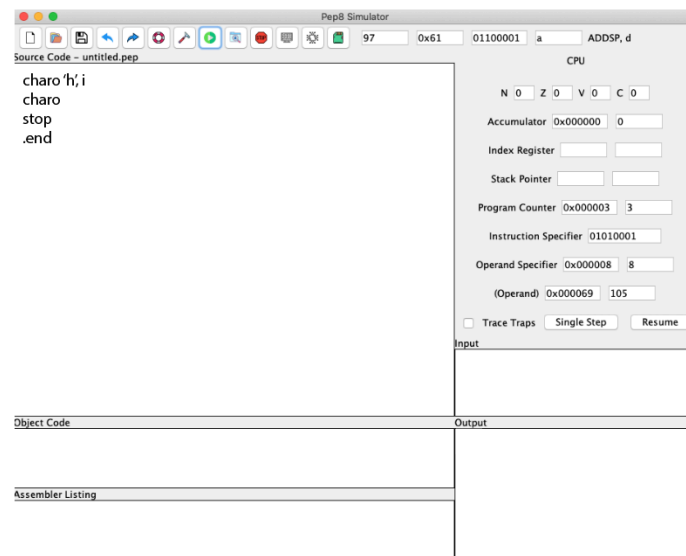 Pep8 Simulator
STOP
97 0x61 01100001 a ADDSP, d
Source Code – untitled.pep
charo ‘h’, i
charo
stop
.end
CPU
N 0 Z 0 V 0 C 0
Accumulator 0x000000 0
Index Register
Stack Pointer
Program Counter 0x000003 3
Instruction Specifier 01010001
Operand Specifier 0x000008 8
(Operand) 0x000069 105
Trace Traps Single Step Resume
Input
Object Code
Output
Assembler Listing